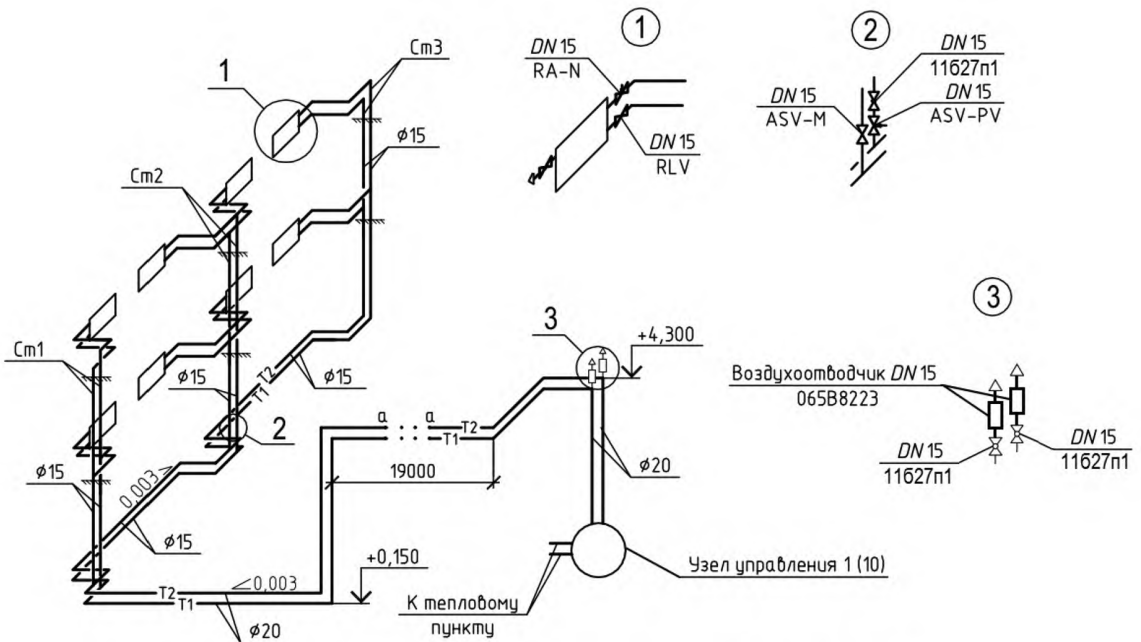 1
Ст3
ø15
Ст2
Ст1
ø15
ø15
ø15
0,003
ø15
T1
T2
2
T2
T1
0,003
ø20
+0,150
а
а
T2
T1
19000
3
+4,300
ø20
К тепловому
пункту
Узел управления 1 (10)
1
DN 15
RA-N
DN 15
RLV
2
DN 15
ASV-M
DN 15
11б27п1
DN 15
ASV-PV
3
Воздухоотводчик DN 15
065B8223
DN 15
11б27п1
DN 15
11б27п1